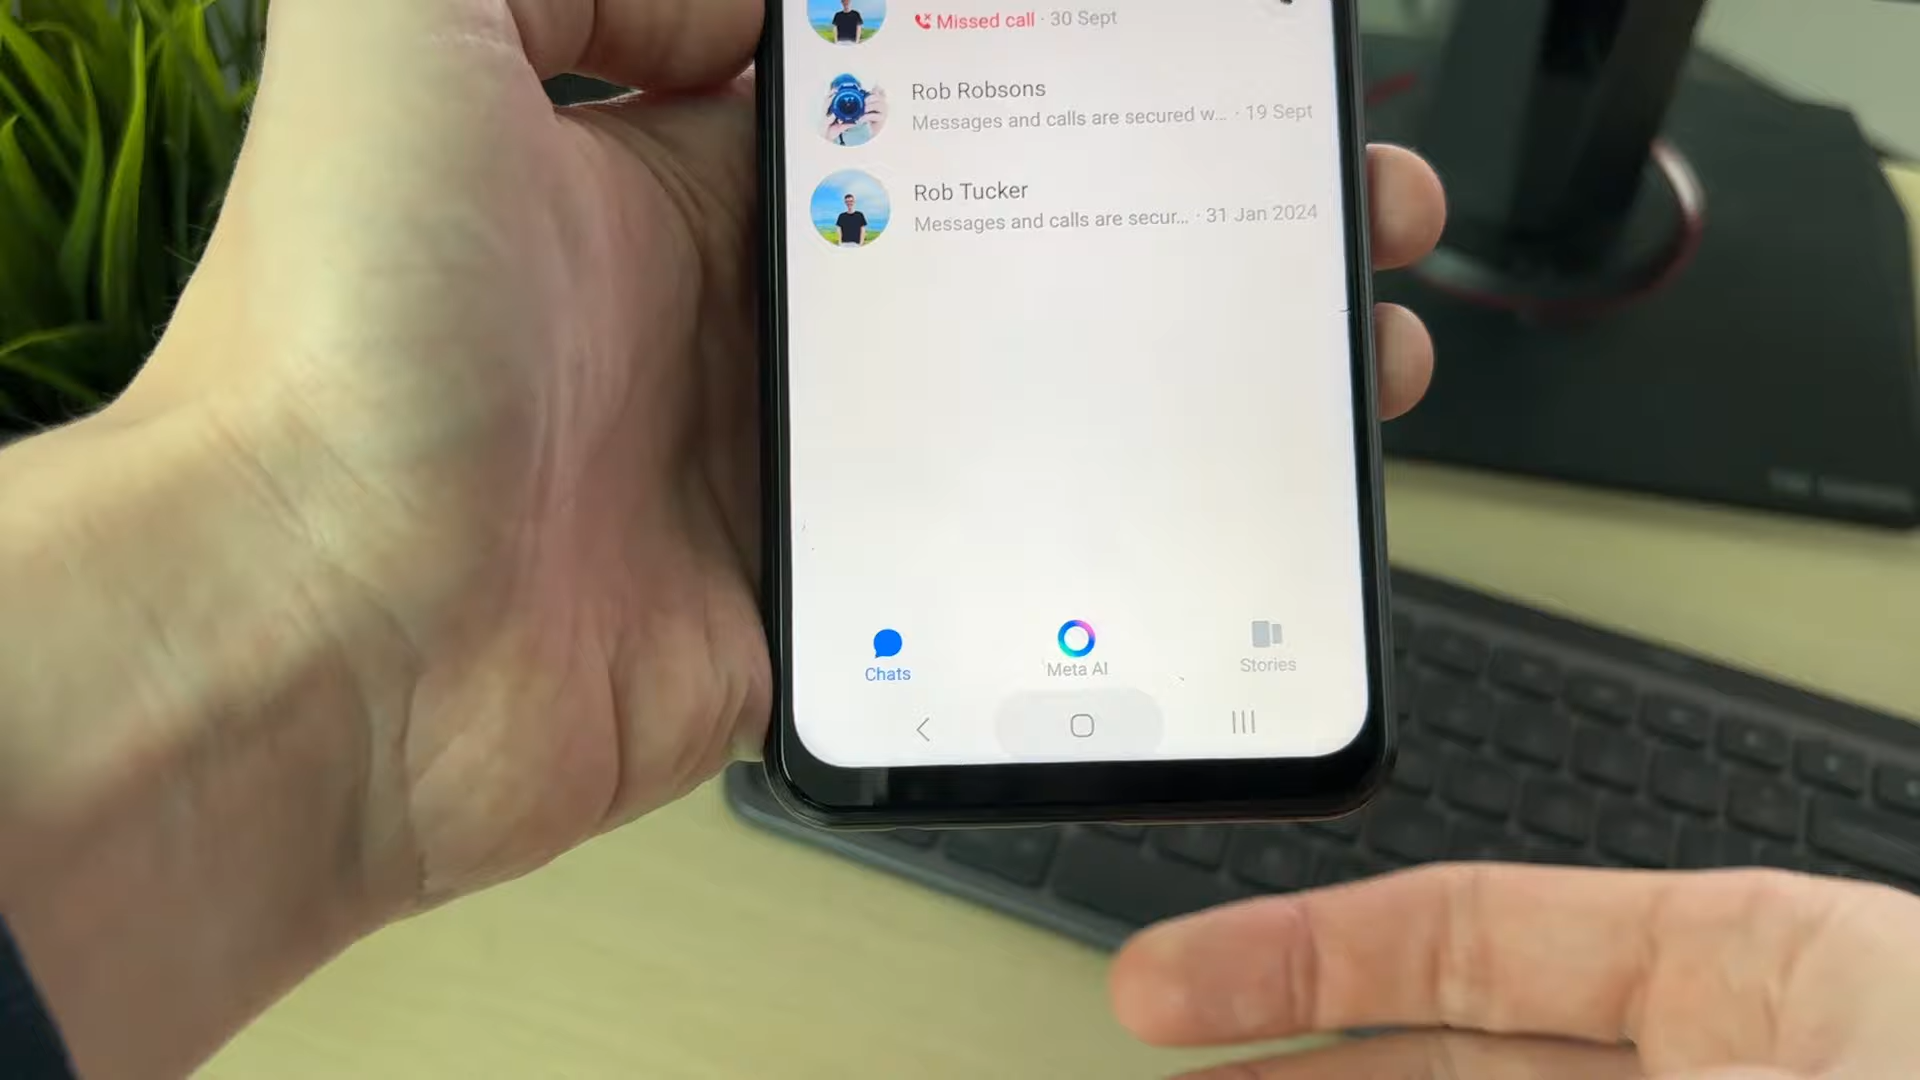 Missed call · 30 Sept
Rob Robsons
Messages and calls are secured w... · 19 Sept
Rob Tucker
Messages and calls are secur... · 31 Jan 2024
Chats
Meta AI
Stories